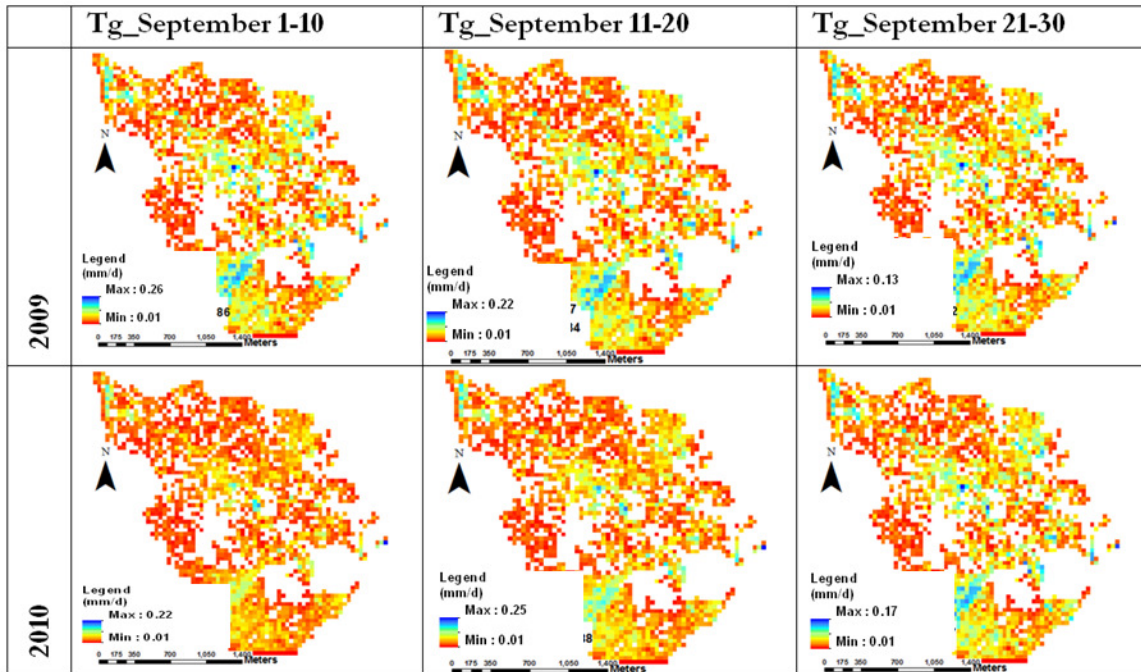 Tg_September 1-10
Tg_September 11-20
Tg_September 21-30
2009
N
Legend
(mm/d)
Max : 0.26
Min : 0.01
86
0 175 350 700 1,050 1,400
Meters
N
Legend
(mm/d)
Max : 0.22
Min : 0.01
7
34
0 175 350 700 1,050 1,400
Meters
N
Legend
(mm/d)
Max : 0.13
Min : 0.01
2
0 175 350 700 1,050 1,400
Meters
2010
N
Legend
(mm/d)
Max : 0.22
Min : 0.01
0 175 350 700 1,050 1,400
Meters
N
Legend
(mm/d)
Max : 0.25
Min : 0.01
38
0 175 350 700 1,050 1,400
Meters
N
Legend
(mm/d)
Max : 0.17
Min : 0.01
0 175 350 700 1,050 1,400
Meters